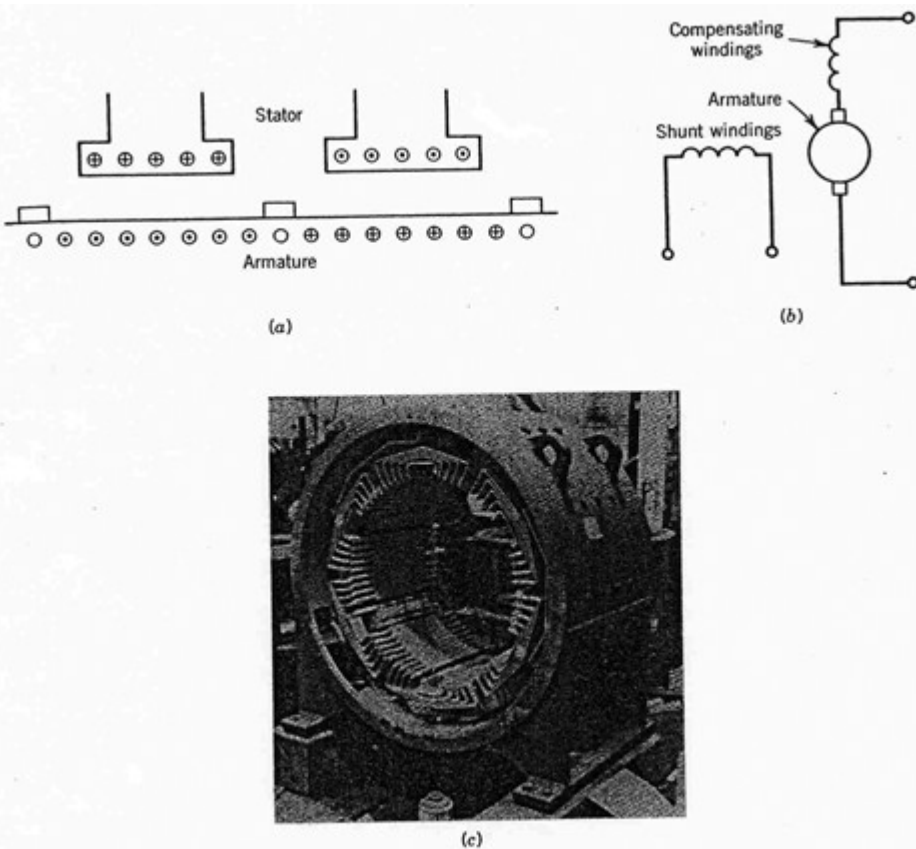 Stator
Armature
(a)
Compensating
windings
Armature
Shunt windings
(b)
(c)